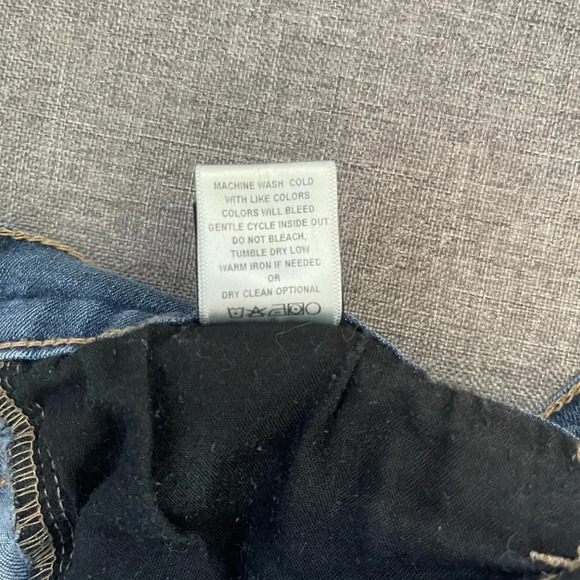 MACHINE WASH COLD
WITH LIKE COLORS
COLORS WILL BLEED
GENTLE CYCLE INSIDE OUT
DO NOT BLEACH,
TUMBLE DRY LOW
WARM IRON IF NEEDED
OR
DRY CLEAN OPTIONAL